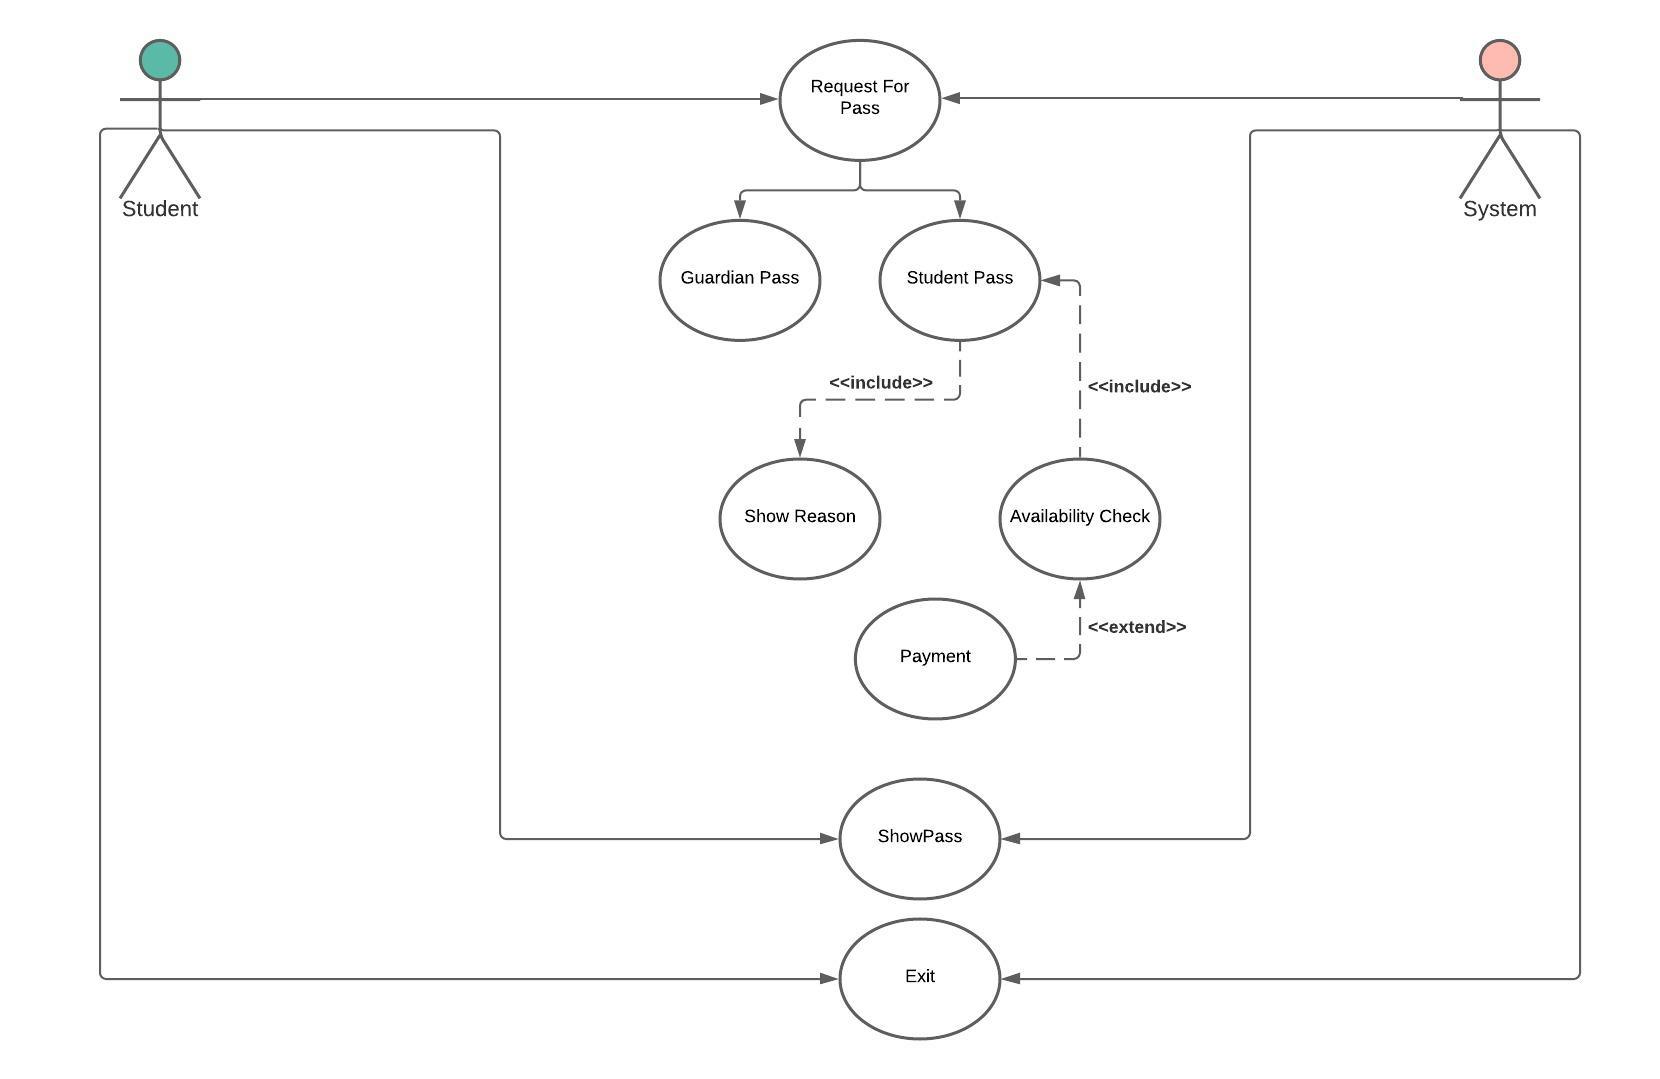 Request For
Pass
Student
System
Guardian Pass
Student Pass
<<include>>
<<include>>
Show Reason
Availability Check
<<extend>>
Payment
ShowPass
Exit